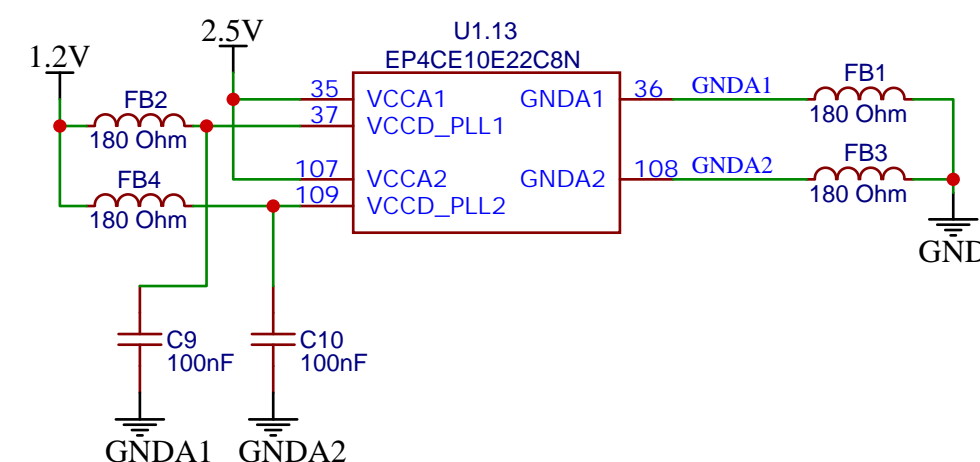 2.5V
U1.13
1.2V
EP4CE10E22C8N
FB2
180 Ohm
FB4
180 Ohm
35
37
107
109
VCCA1
VCCD_PLL1
VCCA2
VCCD_PLL2
GNDA1
GNDA2
36
GNDA1
108
GNDA2
FB1
180 Ohm
FB3
180 Ohm
GND
C9
100nF
C10
100nF
GNDA1
GNDA2